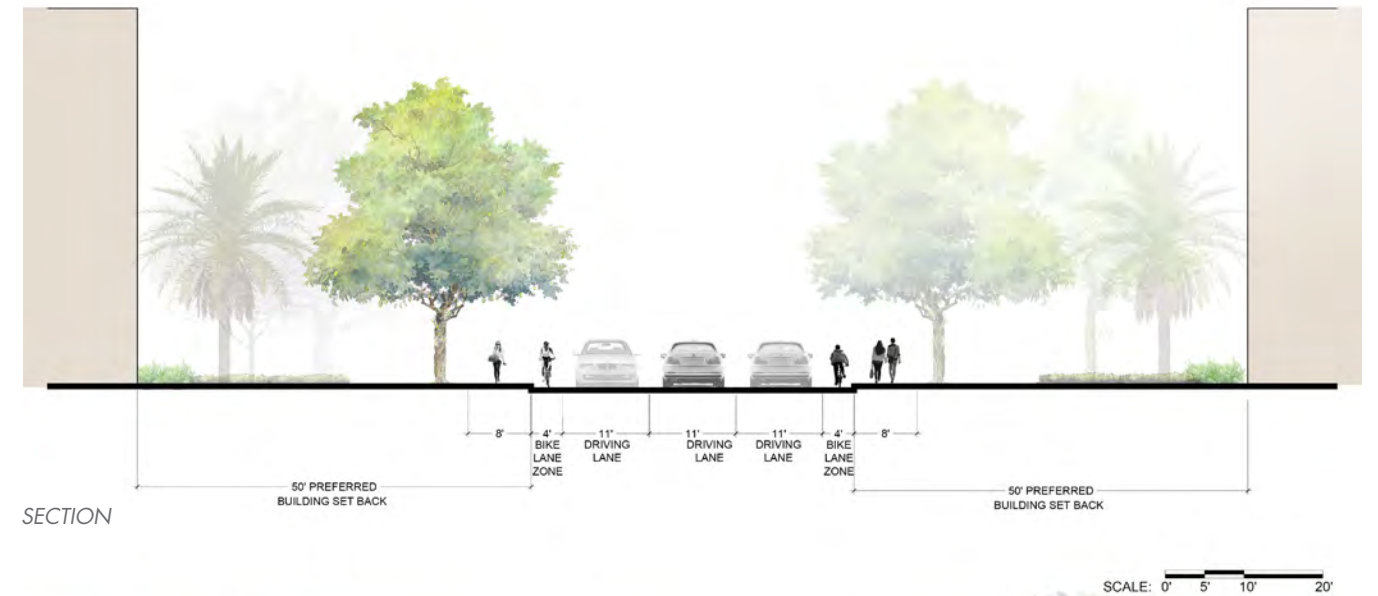 8' 4' 11' 11' 11' 4' 8'
BIKE DRIVING DRIVING DRIVING BIKE
LANE LANE LANE LANE LANE
ZONE ZONE
50' PREFERRED
BUILDING SET BACK
50' PREFERRED
BUILDING SET BACK
SECTION
SCALE: 0' 5' 10' 20'